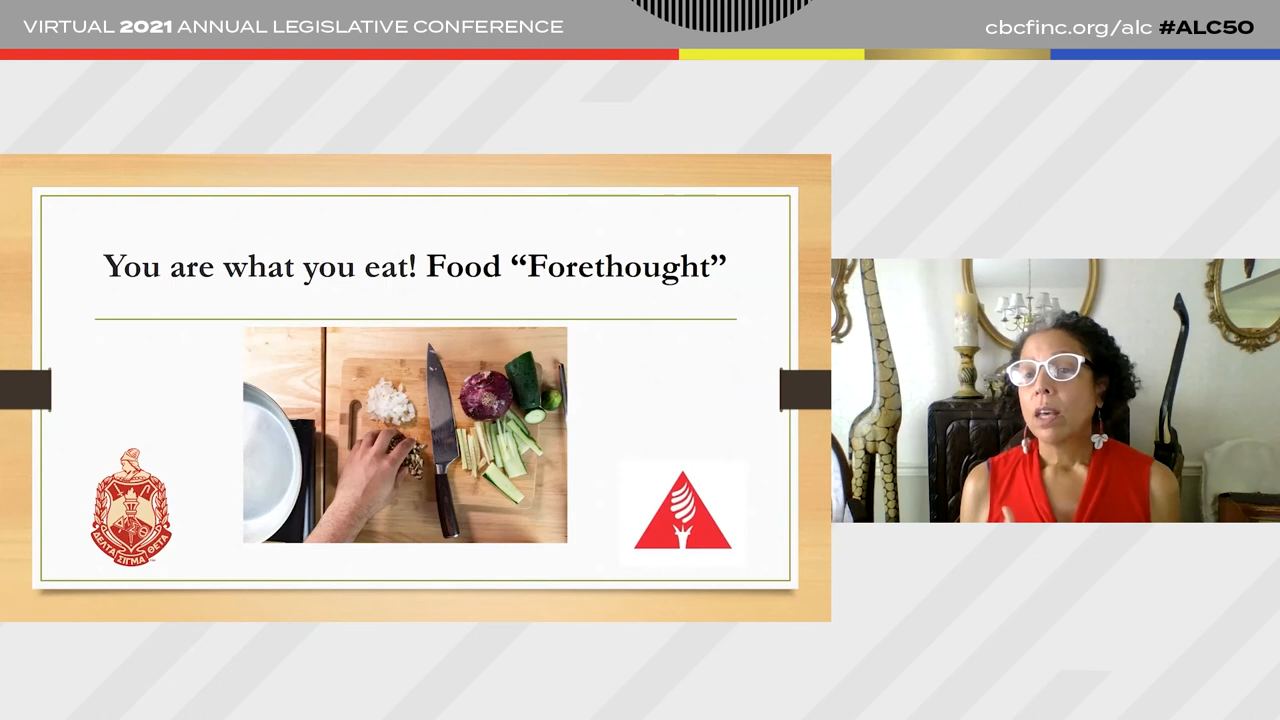 VIRTUAL 2021 ANNUAL LEGISLATIVE CONFERENCE
cbcfinc.org/alc #ALC50
You are what you eat! Food “Forethought”
ΔΕΛΤΑ ΣΙΓΜΑ ΘΕΤΑ